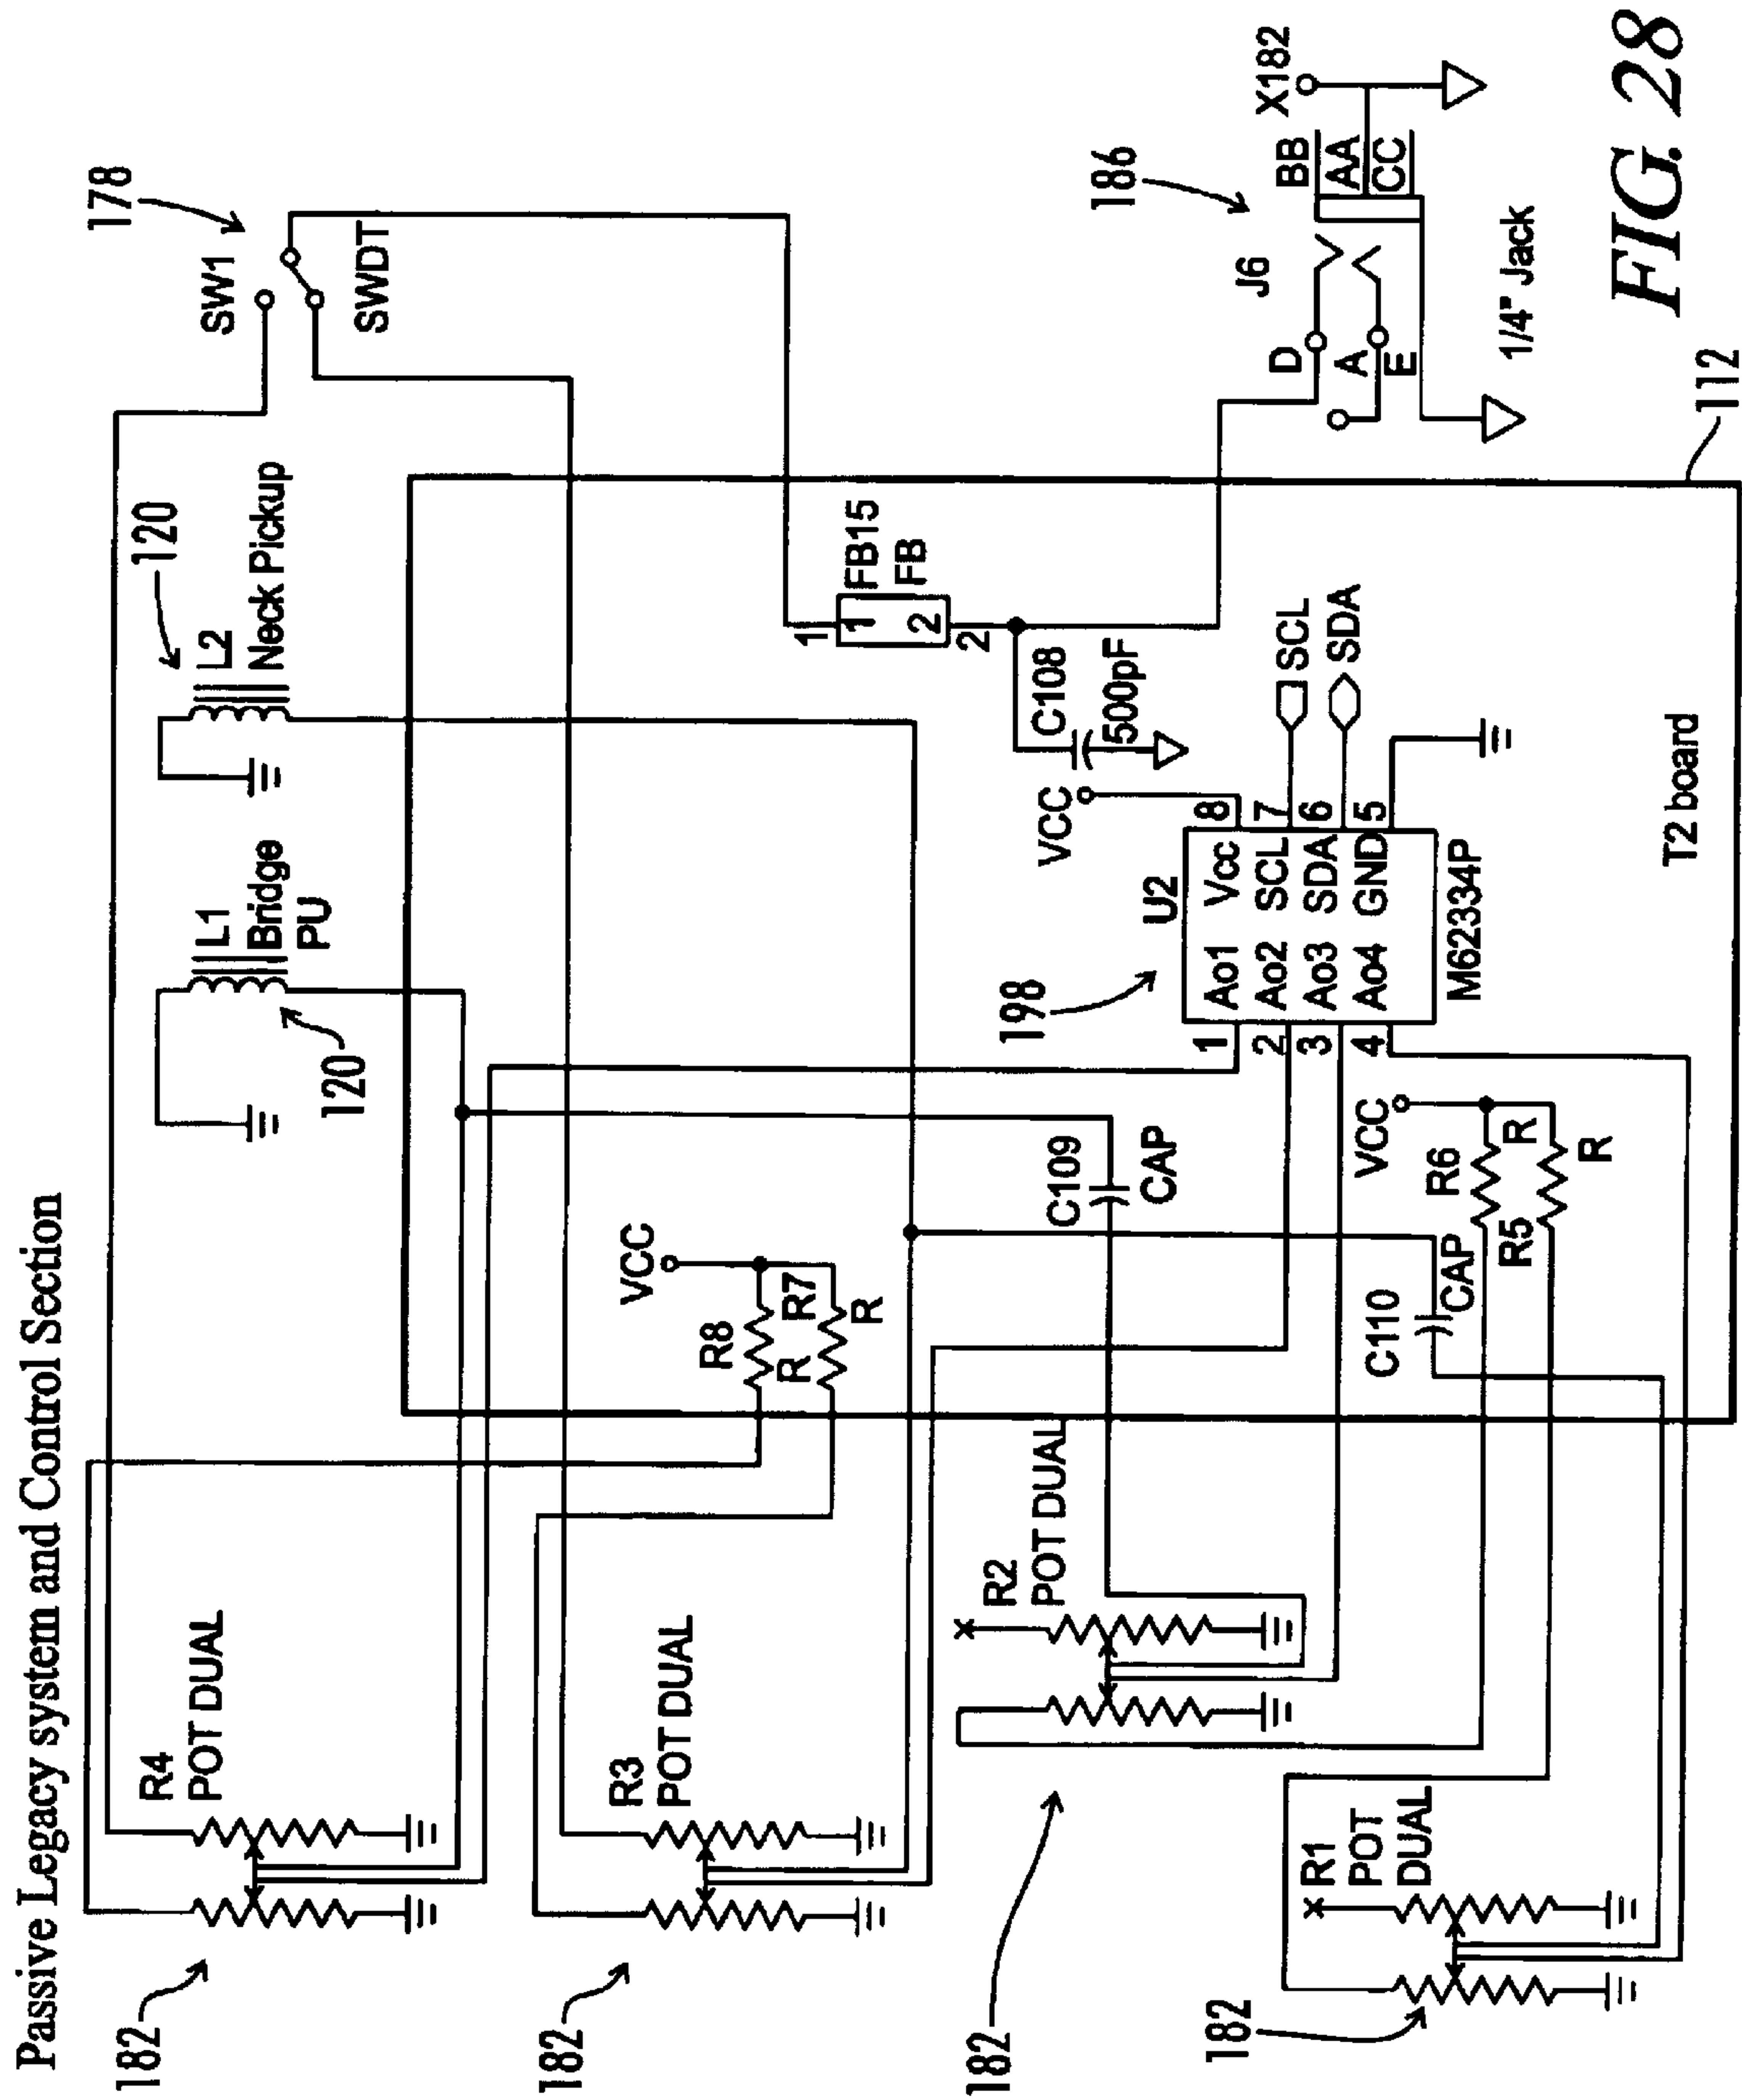 Passive Legacy system and Control Section
182
R4
POT DUAL
182
R3
POT DUAL
182
R2
POT DUAL
182
R1
POT
DUAL
120
L1
Bridge
PU
120
L2
Neck Pickup
178
SW1
SWDT
VCC
R8
R
R7
R
C109
CAP
C110
CAP
VCC
R6
R
R5
R
198
U2
1 Ao1 Vcc 8
2 Ao2 SCL 7
3 Ao3 SDA 6
4 Ao4 GND 5
M62334P
VCC
SCL
SDA
C108
500pF
1
1
2
2
FB15
FB
T2 board
112
186
J6
D
A
E
BB
AA
CC
X182
1/4" Jack
FIG. 28